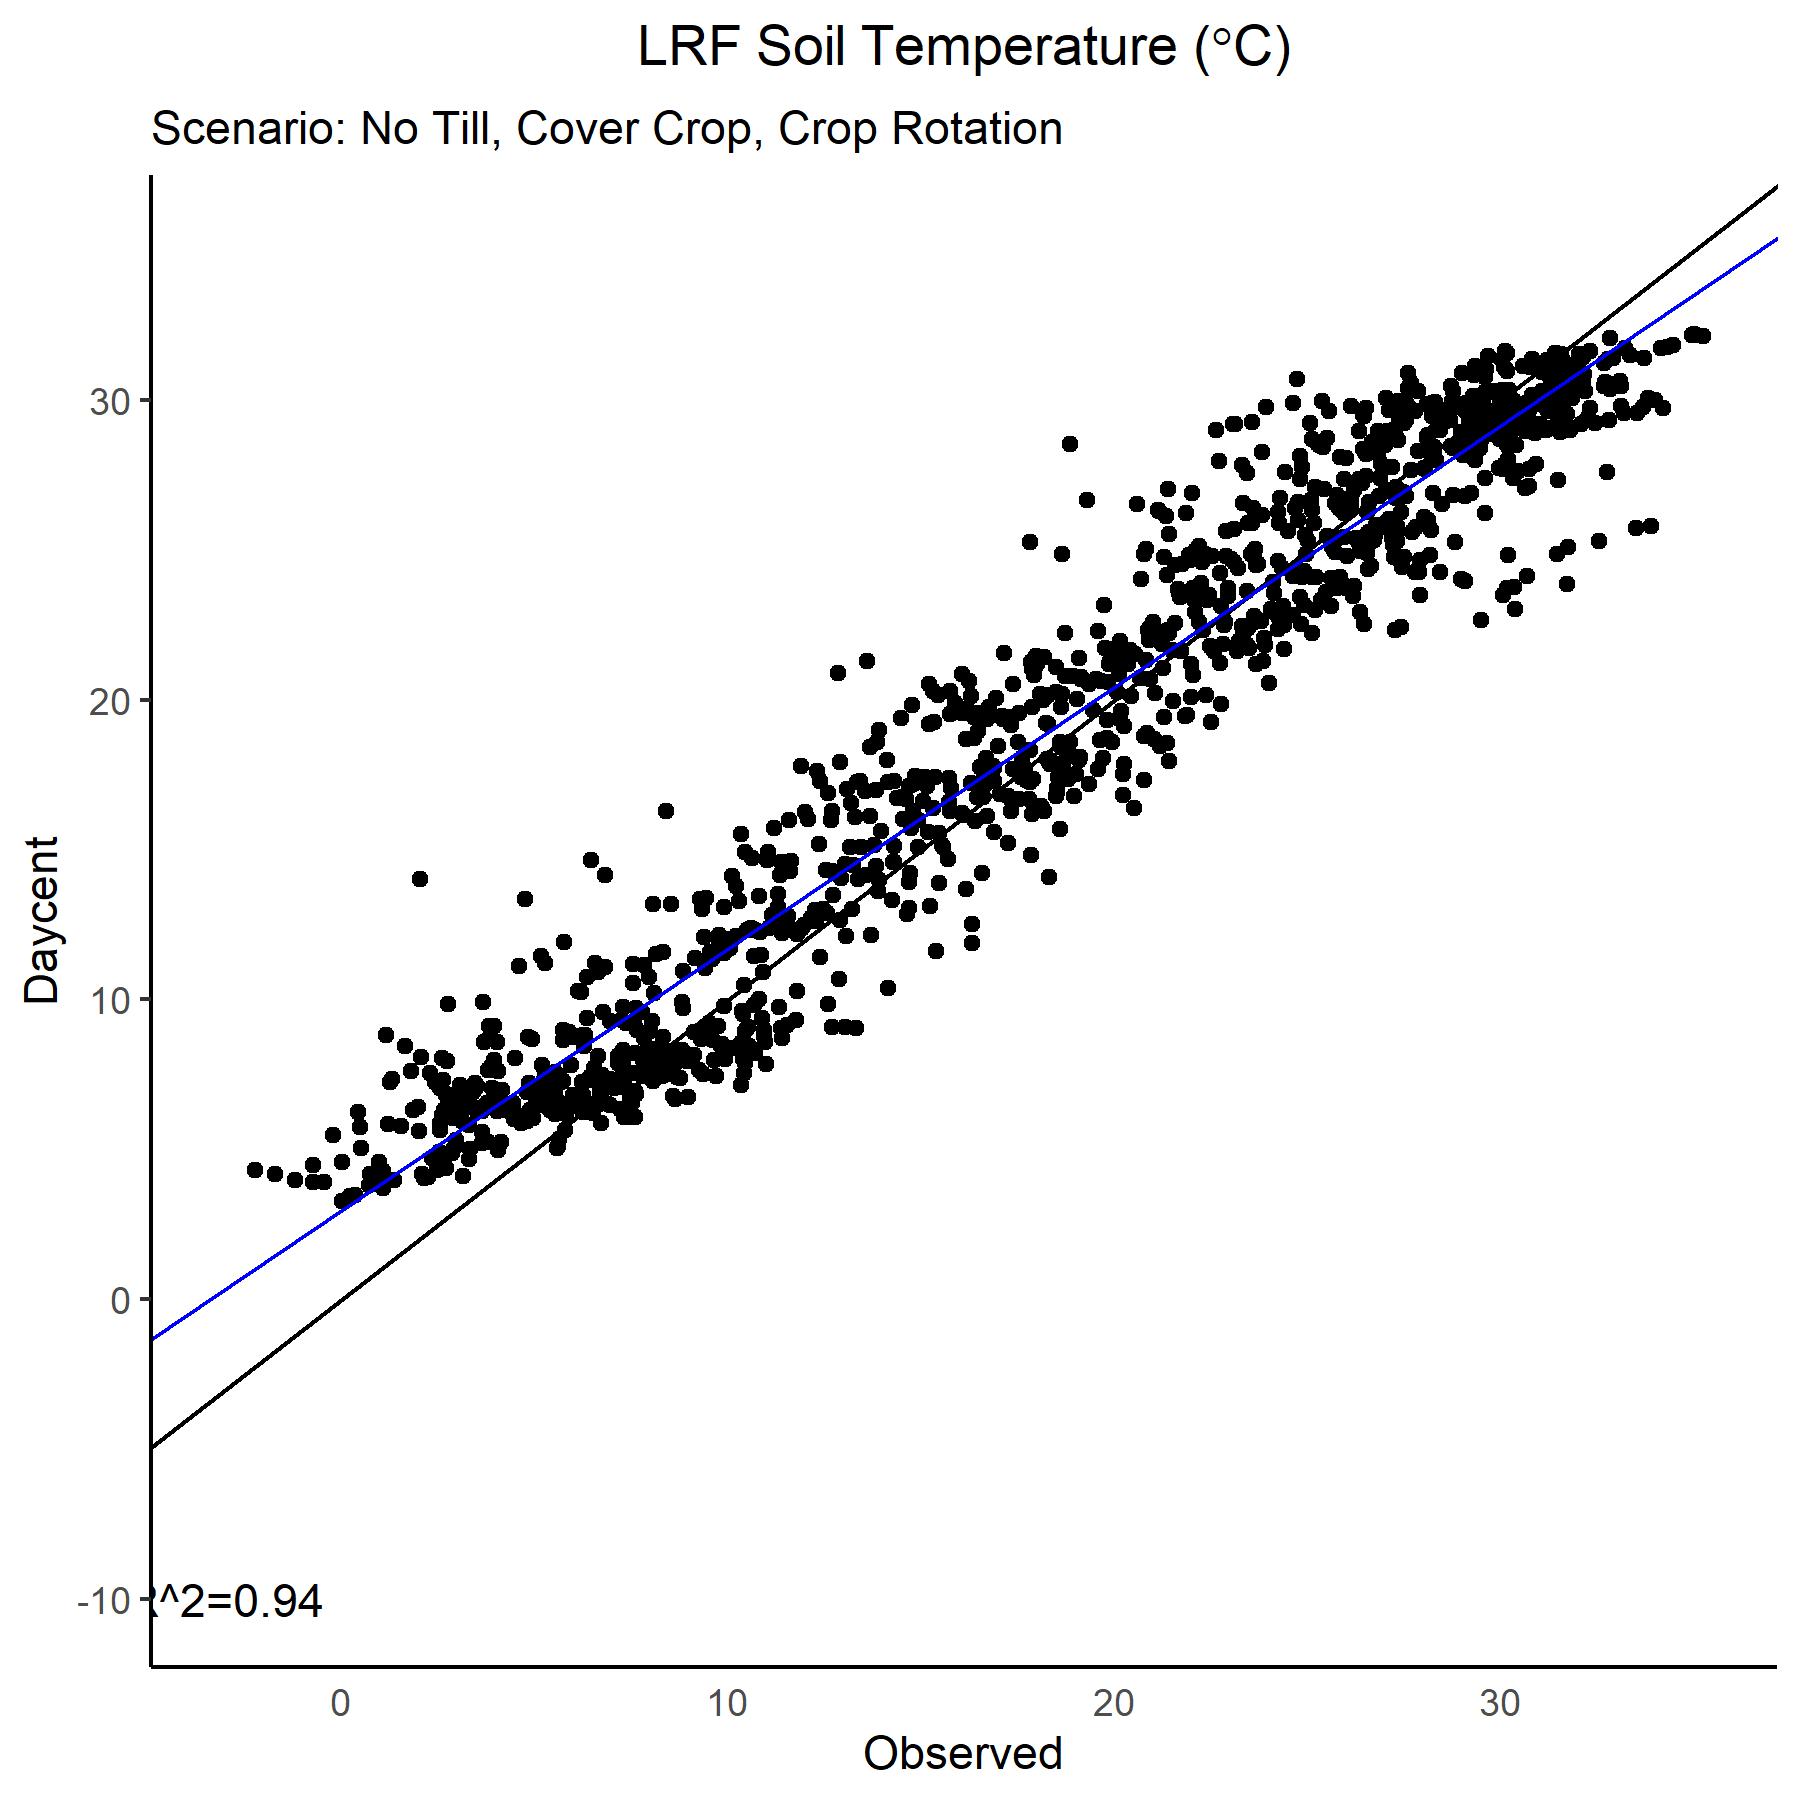 LRF Soil Temperature (°C)
Scenario: No Till, Cover Crop, Crop Rotation
30
20
10
0
-10
^2=0.94
0 10 20 30
Daycent
Observed